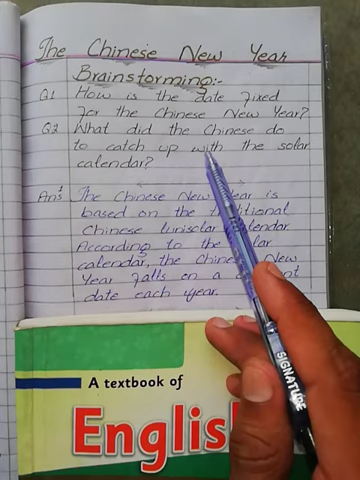 The Chinese New Year
Brainstorming:-
Q1 How is the date fixed
for the Chinese New Year?
Q2 What did the Chinese do
to catch up with the solar
calendar?
Ans1 The Chinese New Year is
based on the
Chinese lunisolar
According to the
calendar, the New
Year falls on a
date each year.
A textbook of
English
SIGNATURE